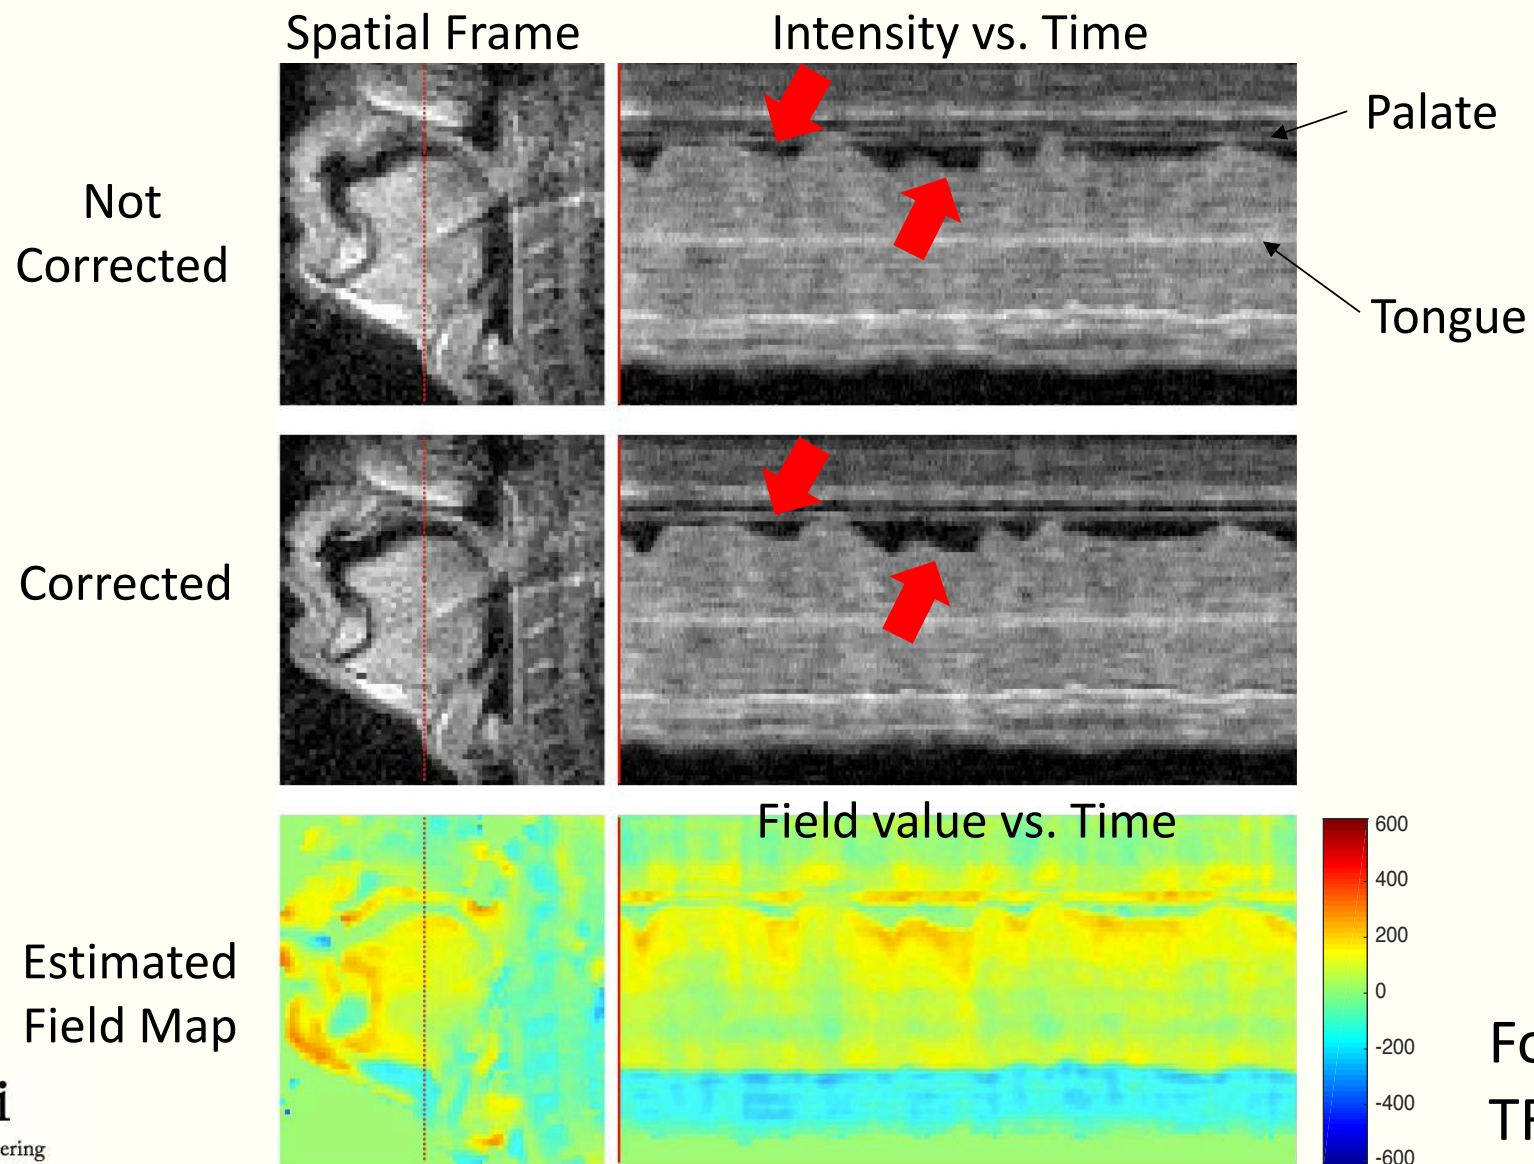 Spatial Frame
Intensity vs. Time
Palate
Not
Corrected
Tongue
Corrected
Field value vs. Time
600
400
200
0
-200
-400
-600
Estimated
Field Map